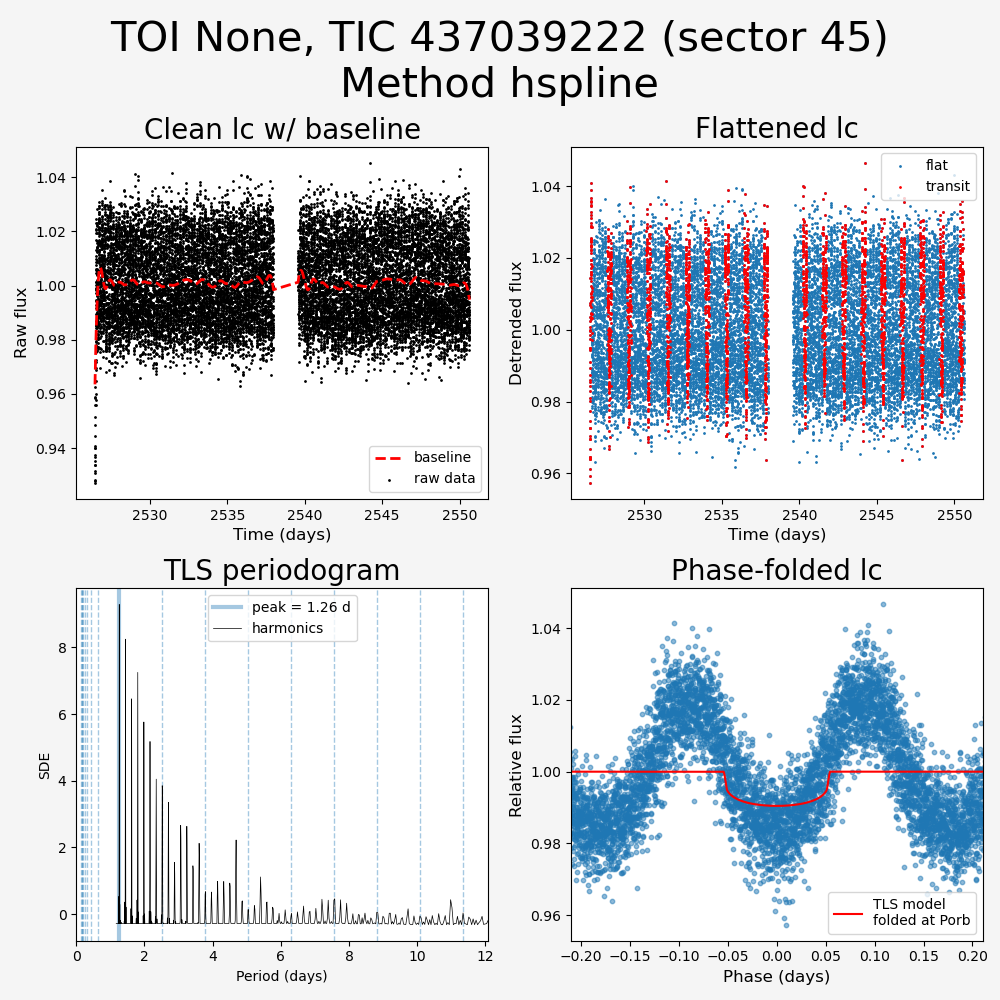 TOI None, TIC 437039222 (sector 45)
Method hspline
Clean lc w/ baseline
Raw flux
1.04
1.02
1.00
0.98
0.96
0.94
baseline
raw data
2530
2535
2540
2545
2550
Time (days)
Flattened lc
Detrended flux
1.04
1.02
1.00
0.98
0.96
flat
transit
2530
2535
2540
2545
2550
Time (days)
TLS periodogram
SDE
8
6
4
2
0
peak = 1.26 d
harmonics
0
2
4
6
8
10
12
Period (days)
Phase-folded lc
Relative flux
1.04
1.02
1.00
0.98
0.96
TLS model
folded at Porb
−0.20
−0.15
−0.10
−0.05
0.00
0.05
0.10
0.15
0.20
Phase (days)